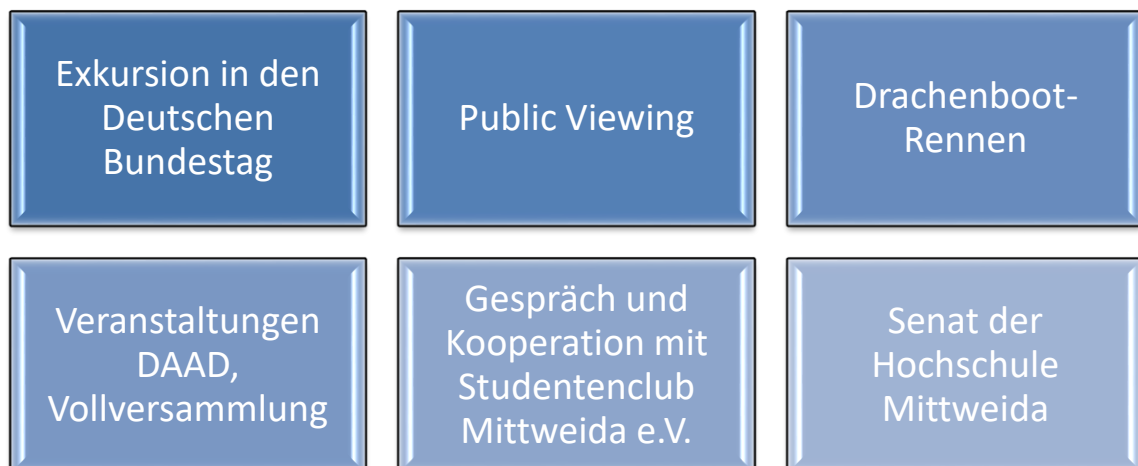 Exkursion in den
Deutschen
Bundestag
Public Viewing
Drachenboot-
Rennen
Veranstaltungen
DAAD,
Vollversammlung
Gespräch und
Kooperation mit
Studentenclub
Mittweida e.V.
Senat der
Hochschule
Mittweida